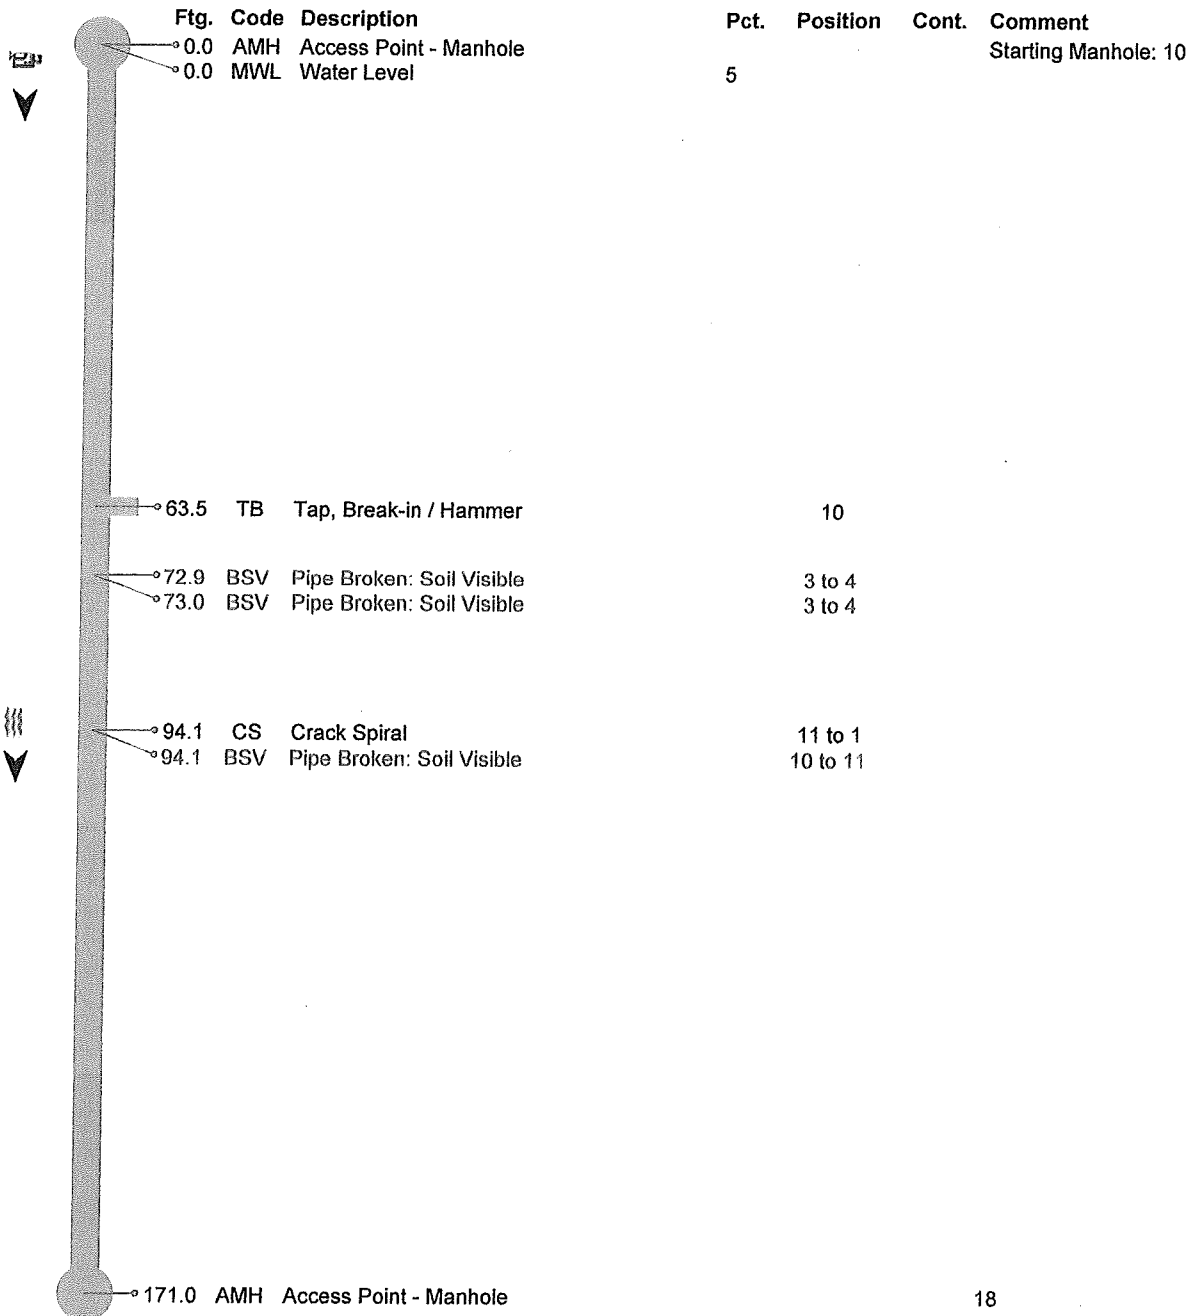 Ftg. Code Description Pct. Position Cont. Comment
0.0 AMH Access Point - Manhole Starting Manhole: 10
0.0 MWL Water Level 5
63.5 TB Tap, Break-in / Hammer 10
72.9 BSV Pipe Broken: Soil Visible 3 to 4
73.0 BSV Pipe Broken: Soil Visible 3 to 4
94.1 CS Crack Spiral 11 to 1
94.1 BSV Pipe Broken: Soil Visible 10 to 11
171.0 AMH Access Point - Manhole 18